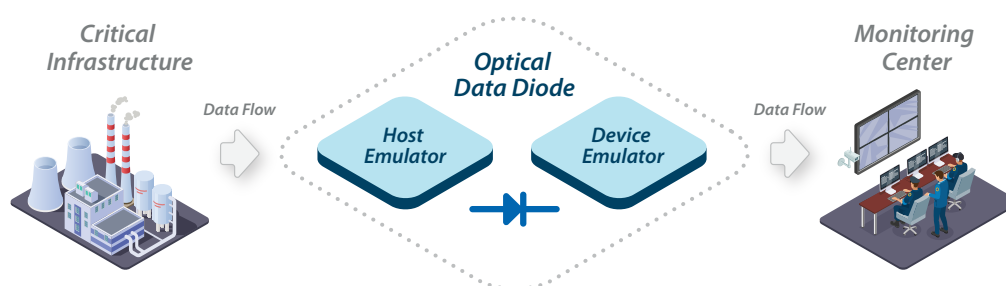 Critical
Infrastructure
Data Flow
Optical
Data Diode
Host
Emulator
Device
Emulator
Data Flow
Monitoring
Center